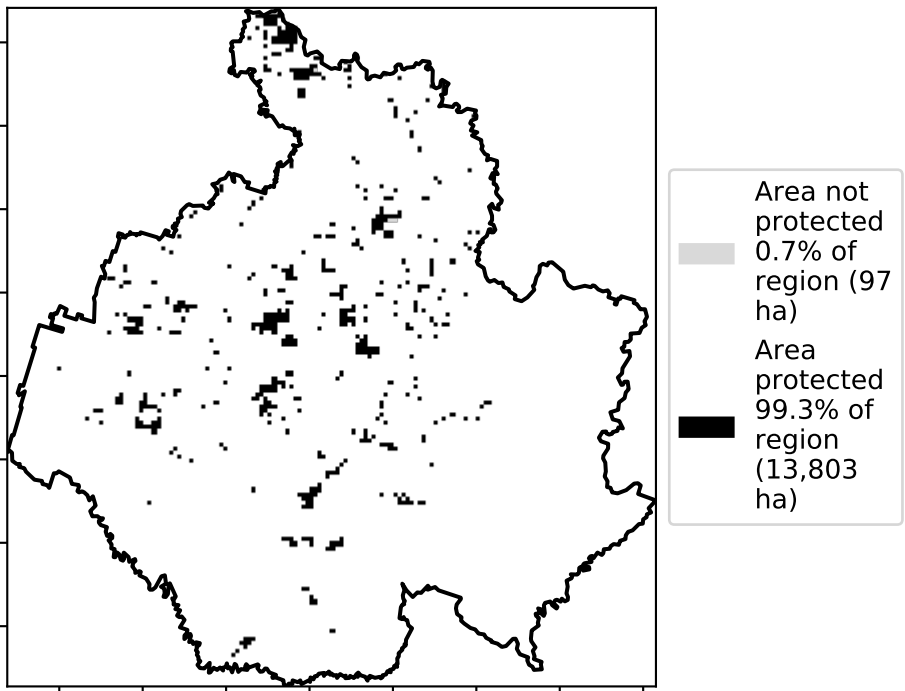 Area not
protected
0.7% of
region (97
ha)
Area
protected
99.3% of
region
(13,803
ha)